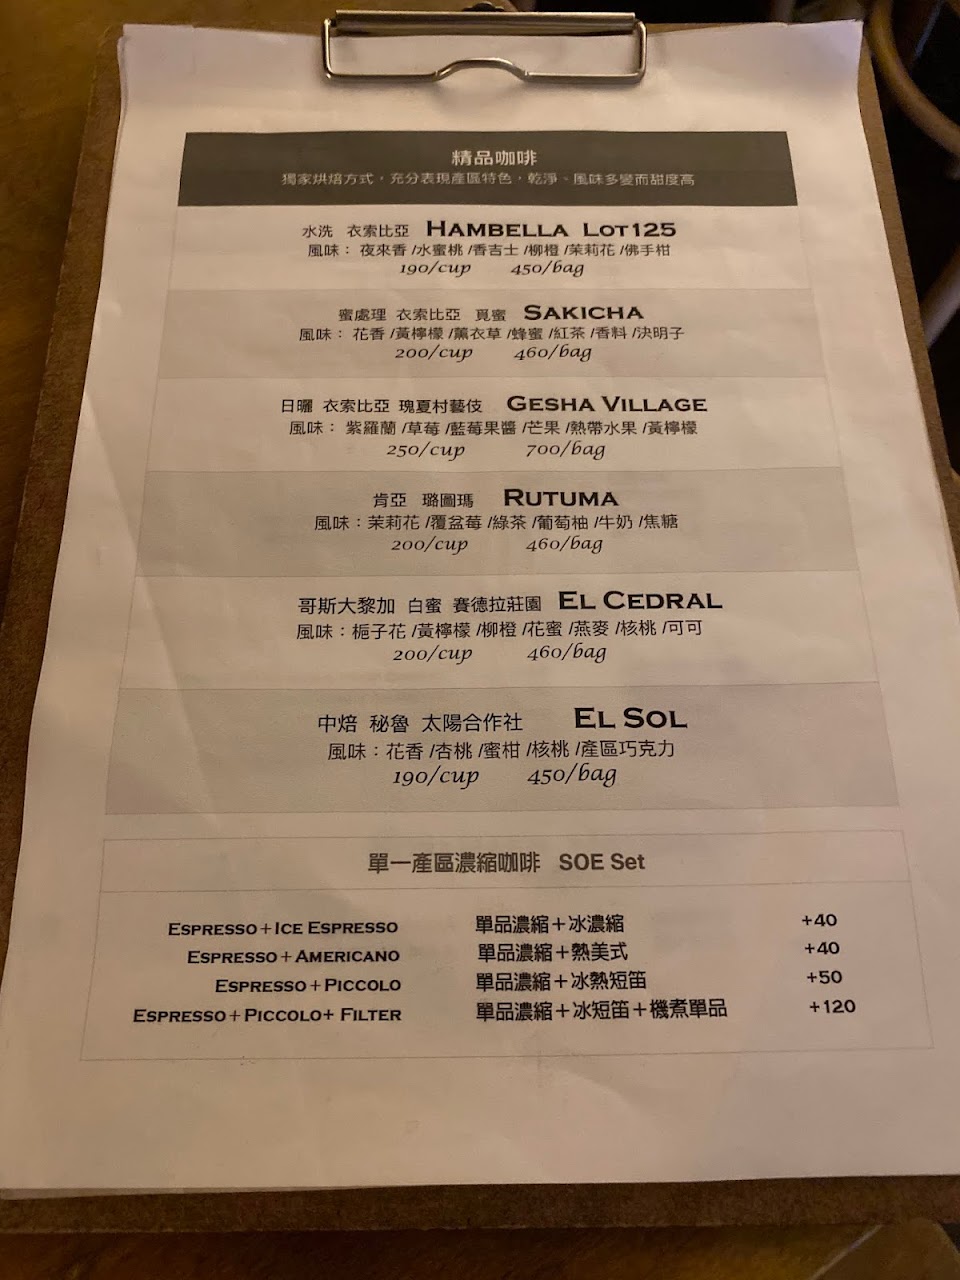 精品咖啡
獨家烘焙方式，充分表現產區特色，乾淨、風味多變而甜度高
水洗 衣索比亞 HAMBELLA LOT125
風味： 夜來香 /水蜜桃 /香吉士 /柳橙 /茉莉花 /佛手柑
190/cup 450/bag
蜜處理 衣索比亞 覓蜜 SAKICHA
風味： 花香 /黃檸檬 /薰衣草 /蜂蜜 /紅茶 /香料 /決明子
200/cup 460/bag
日曬 衣索比亞 瑰夏村藝伎 GESHA VILLAGE
風味： 紫羅蘭 /草莓 /藍莓果醬 /芒果 /熱帶水果 /黃檸檬
250/cup 700/bag
肯亞 璐圖瑪 RUTUMA
風味：茉莉花 /覆盆莓 /綠茶 /葡萄柚 /牛奶 /焦糖
200/cup 460/bag
哥斯大黎加 白蜜 賽德拉莊園 EL CEDRAL
風味：梔子花 /黃檸檬 /柳橙 /花蜜 /燕麥 /核桃 /可可
200/cup 460/bag
中焙 秘魯 太陽合作社 EL SOL
風味：花香 /杏桃 /蜜柑 /核桃 /產區巧克力
190/cup 450/bag
單一產區濃縮咖啡 SOE Set
ESPRESSO+ICE ESPRESSO 單品濃縮＋冰濃縮 +40
ESPRESSO+AMERICANO 單品濃縮＋熱美式 +40
ESPRESSO+PICCOLO 單品濃縮＋冰熱短笛 +50
ESPRESSO+PICCOLO+ FILTER 單品濃縮＋冰短笛＋機煮單品 +120